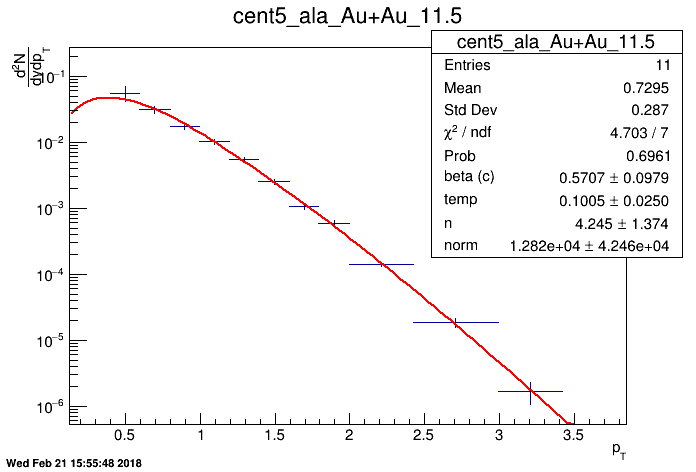 cent5_ala_Au+Au_11.5
cent5_ala_Au+Au_11.5
Entries 11
Mean 0.7295
Std Dev 0.287
χ² / ndf 4.703 / 7
Prob 0.6961
beta (c) 0.5707 ± 0.0979
temp 0.1005 ± 0.0250
n 4.245 ± 1.374
norm 1.282e+04 ± 4.246e+04
d²N
dydp_T
10⁻¹
10⁻²
10⁻³
10⁻⁴
10⁻⁵
10⁻⁶
0.5 1 1.5 2 2.5 3 3.5
p_T
Wed Feb 21 15:55:48 2018